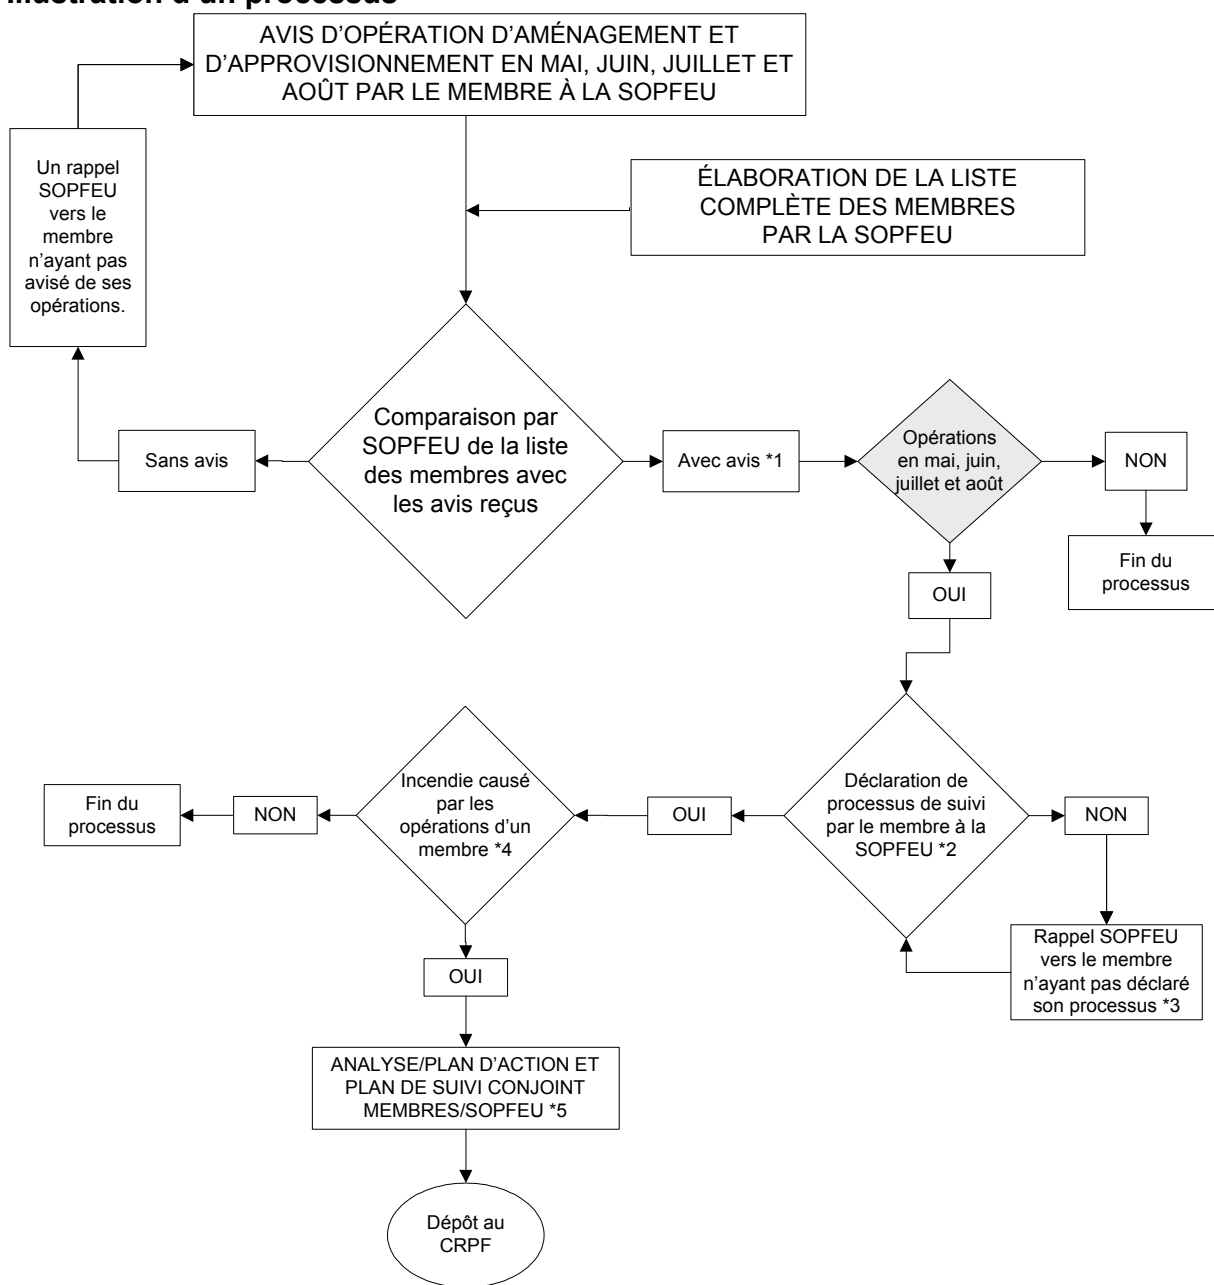 Illustration d'un processus
AVIS D'OPÉRATION D'AMÉNAGEMENT ET
D'APPROVISIONNEMENT EN MAI, JUIN, JUILLET ET
AOÛT PAR LE MEMBRE À LA SOPFEU
Un rappel
SOPFEU
vers le
membre
n'ayant pas
avisé de ses
opérations.
ÉLABORATION DE LA LISTE
COMPLÈTE DES MEMBRES
PAR LA SOPFEU
Sans avis
Comparaison par
SOPFEU de la liste
des membres avec
les avis reçus
Avec avis *1
Opérations
en mai, juin,
juillet et août
NON
Fin du
processus
OUI
Déclaration de
processus de suivi
par le membre à la
SOPFEU *2
NON
Rappel SOPFEU
vers le membre
n'ayant pas déclaré
son processus *3
OUI
Incendie causé
par les
opérations d'un
membre *4
NON
Fin du
processus
OUI
ANALYSE/PLAN D'ACTION ET
PLAN DE SUIVI CONJOINT
MEMBRES/SOPFEU *5
Dépôt au
CRPF